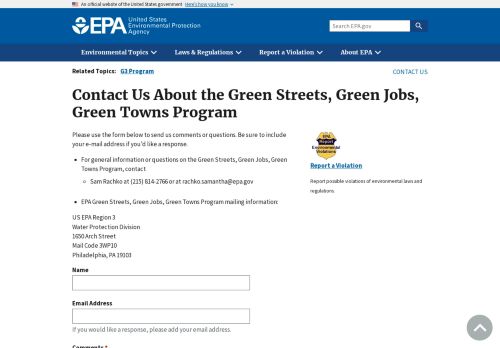 An official website of the United States government Here's how you know
EPA United States Environmental Protection Agency
Search EPA.gov
Environmental Topics Laws & Regulations Report a Violation About EPA
Related Topics: G3 Program CONTACT US
Contact Us About the Green Streets, Green Jobs,
Green Towns Program
Please use the form below to send us comments or questions. Be sure to include
your e-mail address if you'd like a response.
For general information or questions on the Green Streets, Green Jobs, Green
Towns Program, contact
Sam Rachko at (215) 814-2766 or at rachko.samantha@epa.gov
EPA Green Streets, Green Jobs, Green Towns Program mailing information:
US EPA Region 3
Water Protection Division
1650 Arch Street
Mail Code 3WP10
Philadelphia, PA 19103
Name
Email Address
If you would like a response, please add your email address.
Comments *
EPA
Report
Environmental
Violations
Report a Violation
Report possible violations of environmental laws and
regulations.